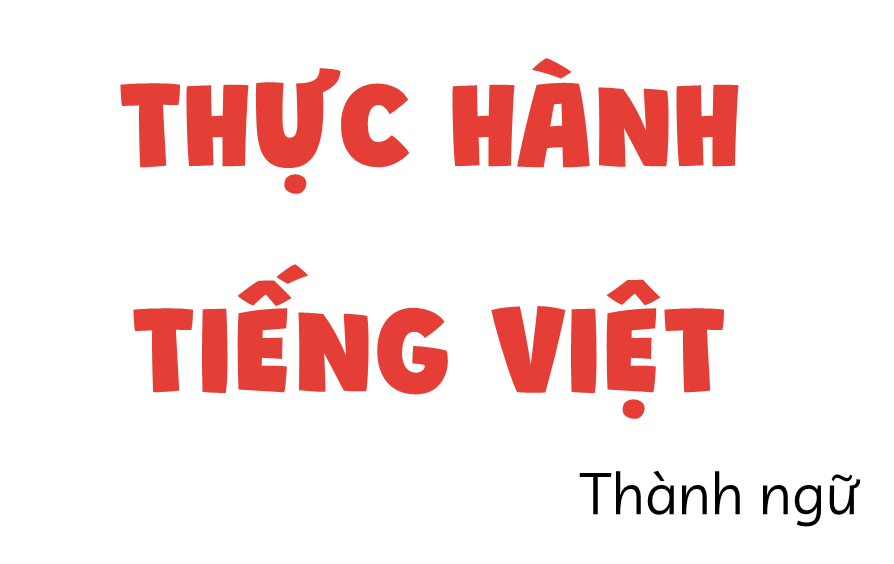 THỰC HÀNH
TIẾNG VIỆT
Thành ngữ